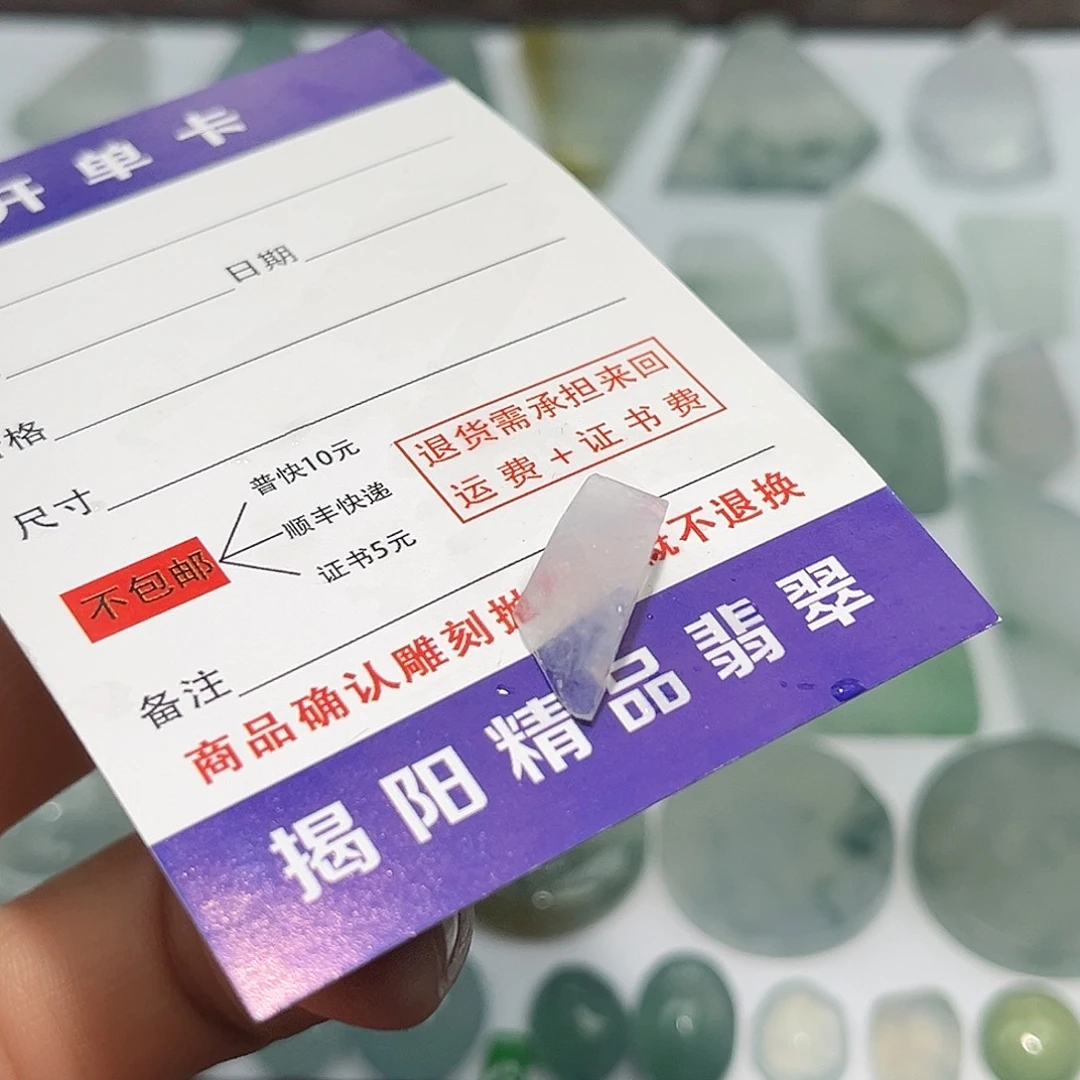 开单卡
日期
格
尺寸
普快10元
顺丰快递
证书5元
不包邮
退货需承担来回
运费+证书费
备注
商品确认雕刻抛 就不退换
揭阳精品翡翠